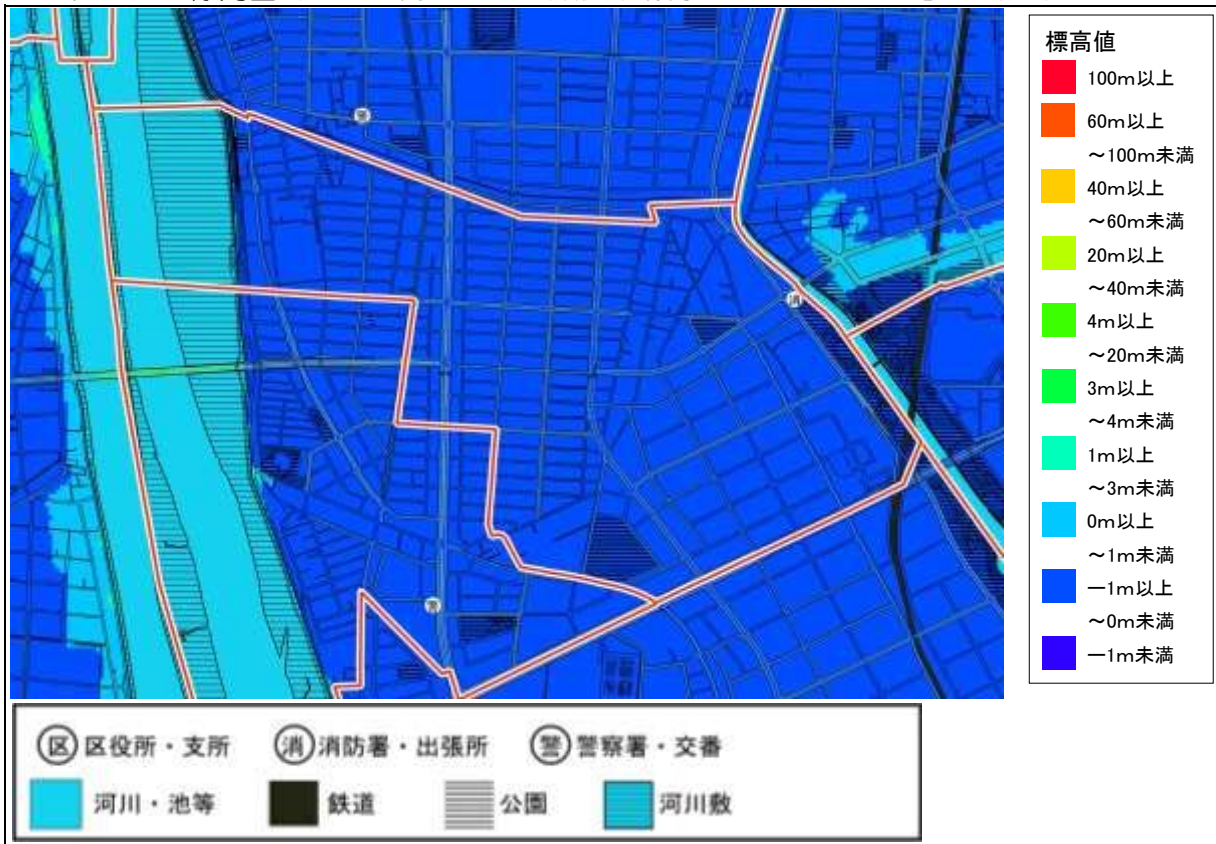 標高値
100m以上
60m以上
～100m未満
40m以上
～60m未満
20m以上
～40m未満
4m以上
～20m未満
3m以上
～4m未満
1m以上
～3m未満
0m以上
～1m未満
－1m以上
～0m未満
－1m未満
消
区 区役所・支所 消 消防署・出張所 警 警察署・交番
河川・池等 鉄道 公園 河川敷